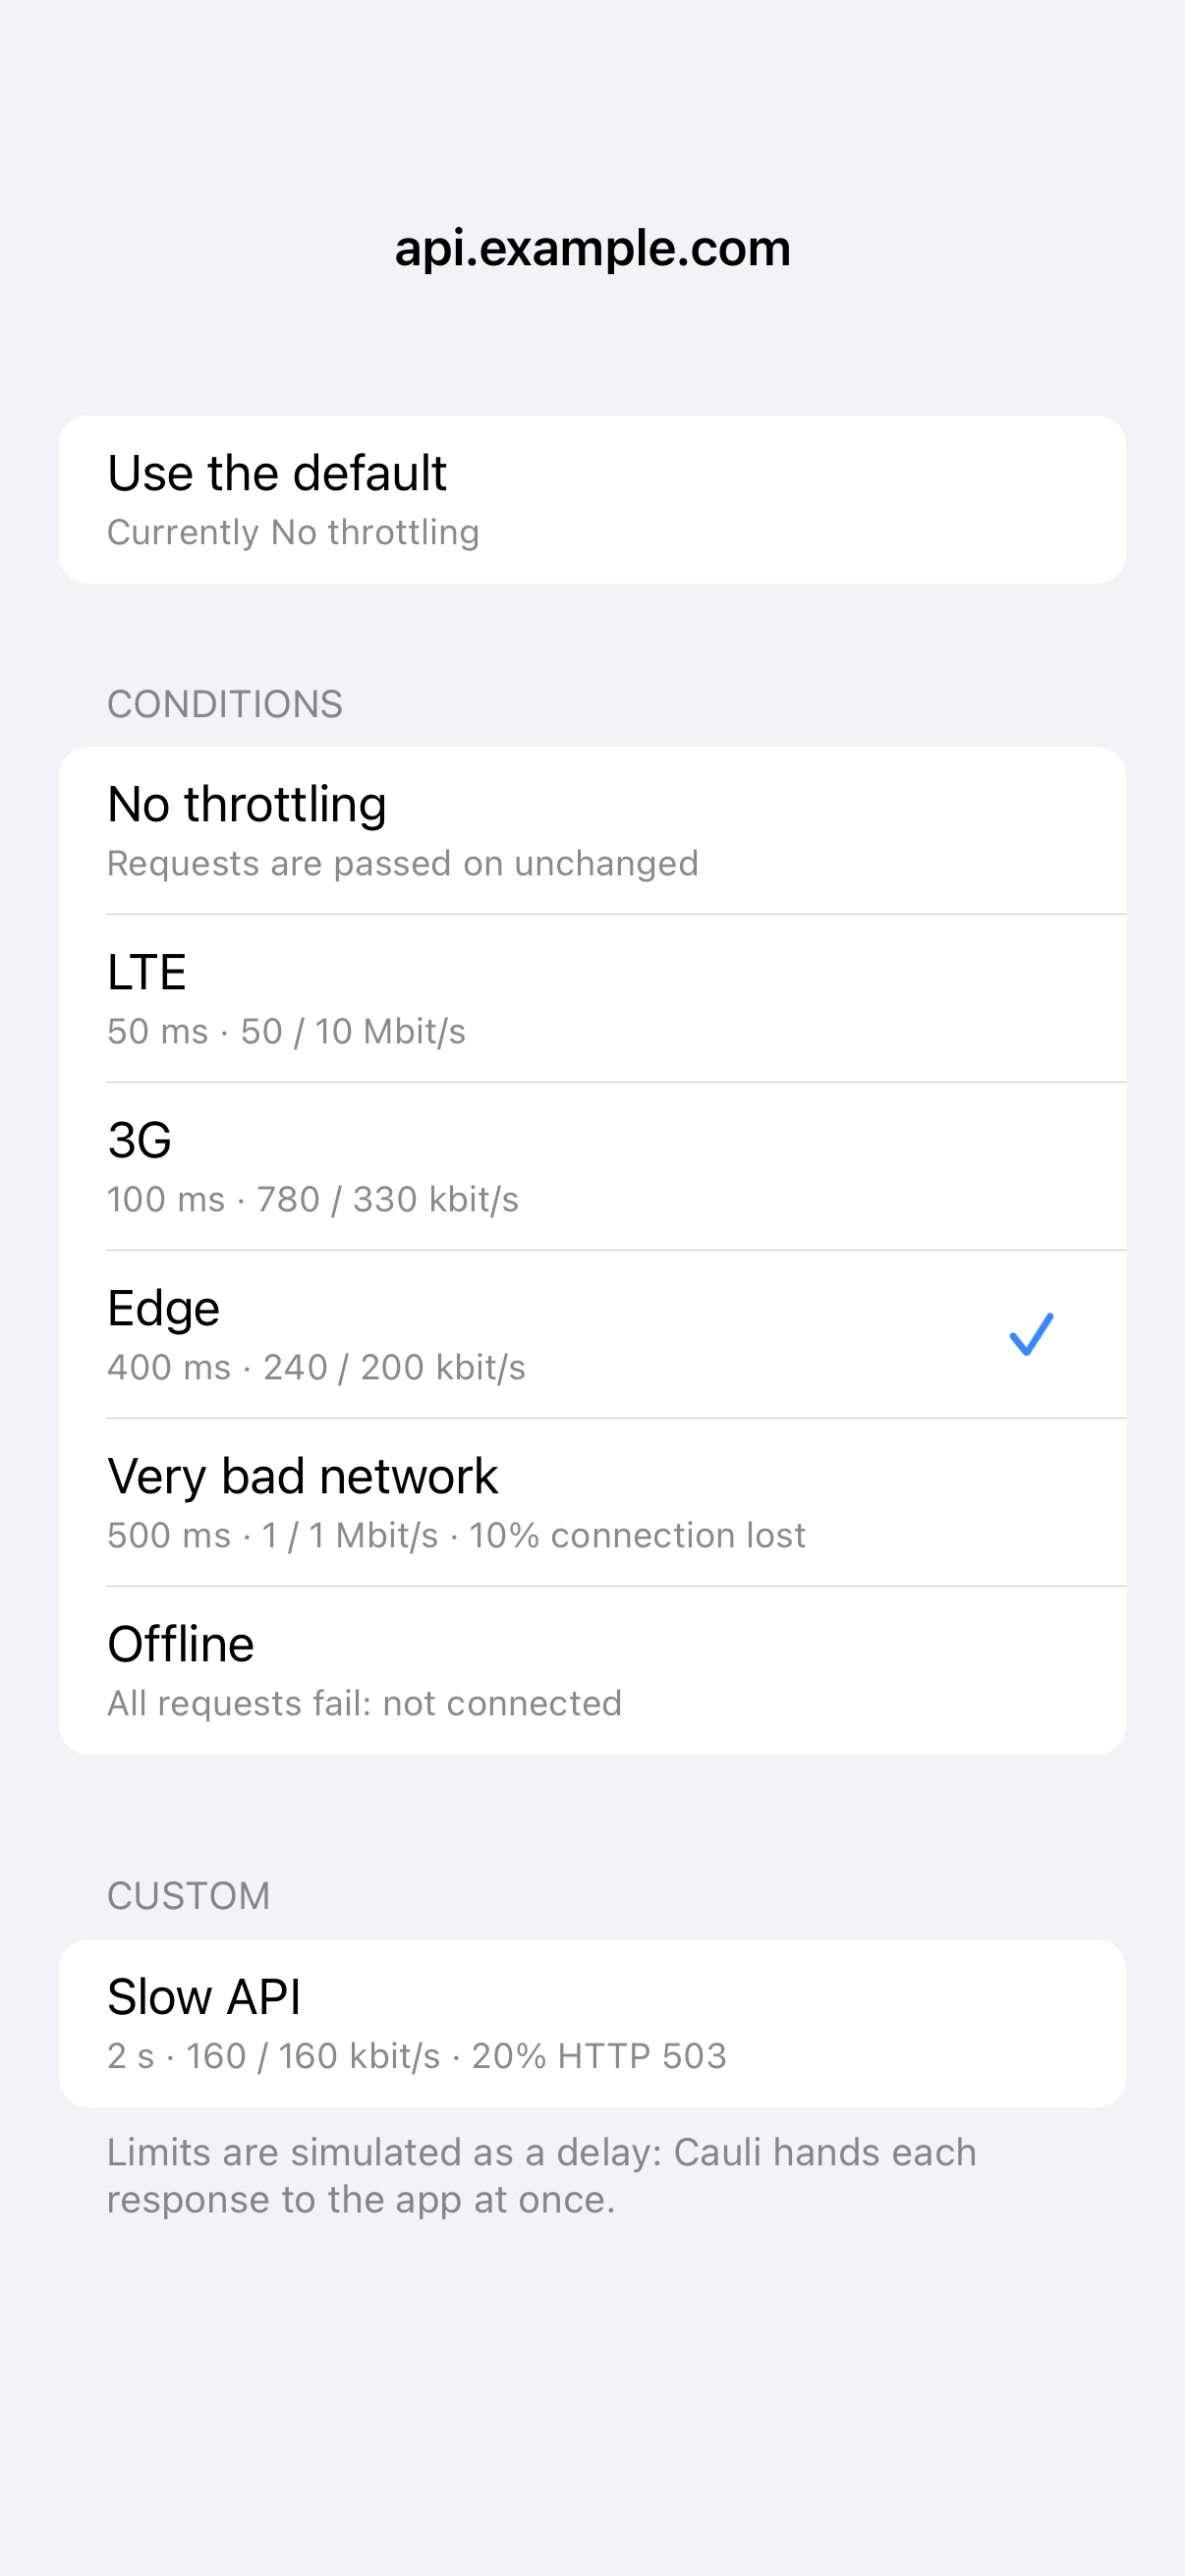 api.example.com
Use the default
Currently No throttling
CONDITIONS
No throttling
Requests are passed on unchanged
LTE
50 ms · 50 / 10 Mbit/s
3G
100 ms · 780 / 330 kbit/s
Edge
400 ms · 240 / 200 kbit/s
Very bad network
500 ms · 1 / 1 Mbit/s · 10% connection lost
Offline
All requests fail: not connected
CUSTOM
Slow API
2 s · 160 / 160 kbit/s · 20% HTTP 503
Limits are simulated as a delay: Cauli hands each
response to the app at once.